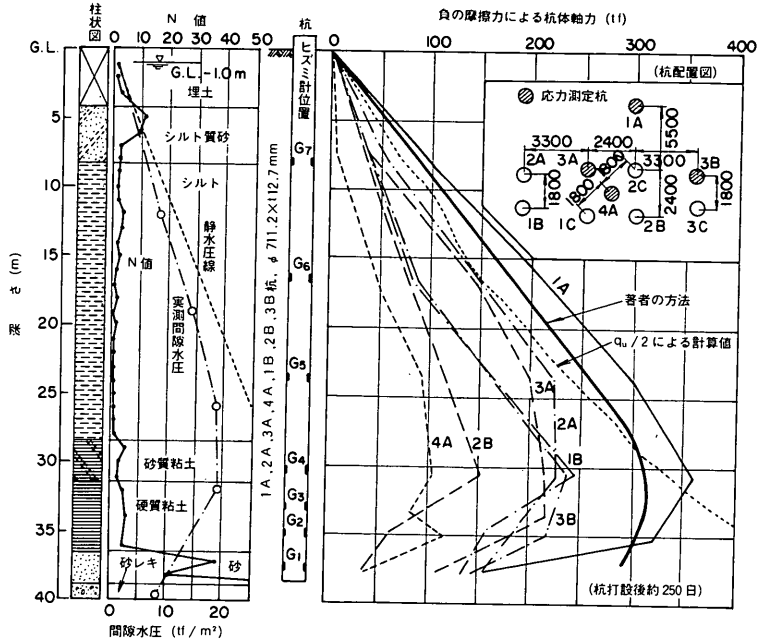 柱状図
N 値
0 10 20 30 40 50
G.L.
5
10
15
20
25
30
35
40
深さ (m)
G.L.-1.0m
埋土
シルト質砂
シルト
静水圧線
N値
実測間隙水圧
砂質粘土
硬質粘土
砂レキ
砂
0 10 20
間隙水圧 (tf/m²)
1A,2A,3A,4A,1B,2B,3B杭, φ711.2×t12.7mm
杭
ヒズミ計位置
G7
G6
G5
G4
G3
G2
G1
負の摩擦力による杭体軸力 (tf)
0 100 200 300 400
(杭配置図)
応力測定杭
1A
5500
3300 2400 3300
2A 3A 2C 3B
1800 1800 1800 2400 1800
4A
1B 1C 2B 3C
1A
著者の方法
qu/2による計算値
3A
2A
4A 2B
1B
3B
(杭打設後約250日)